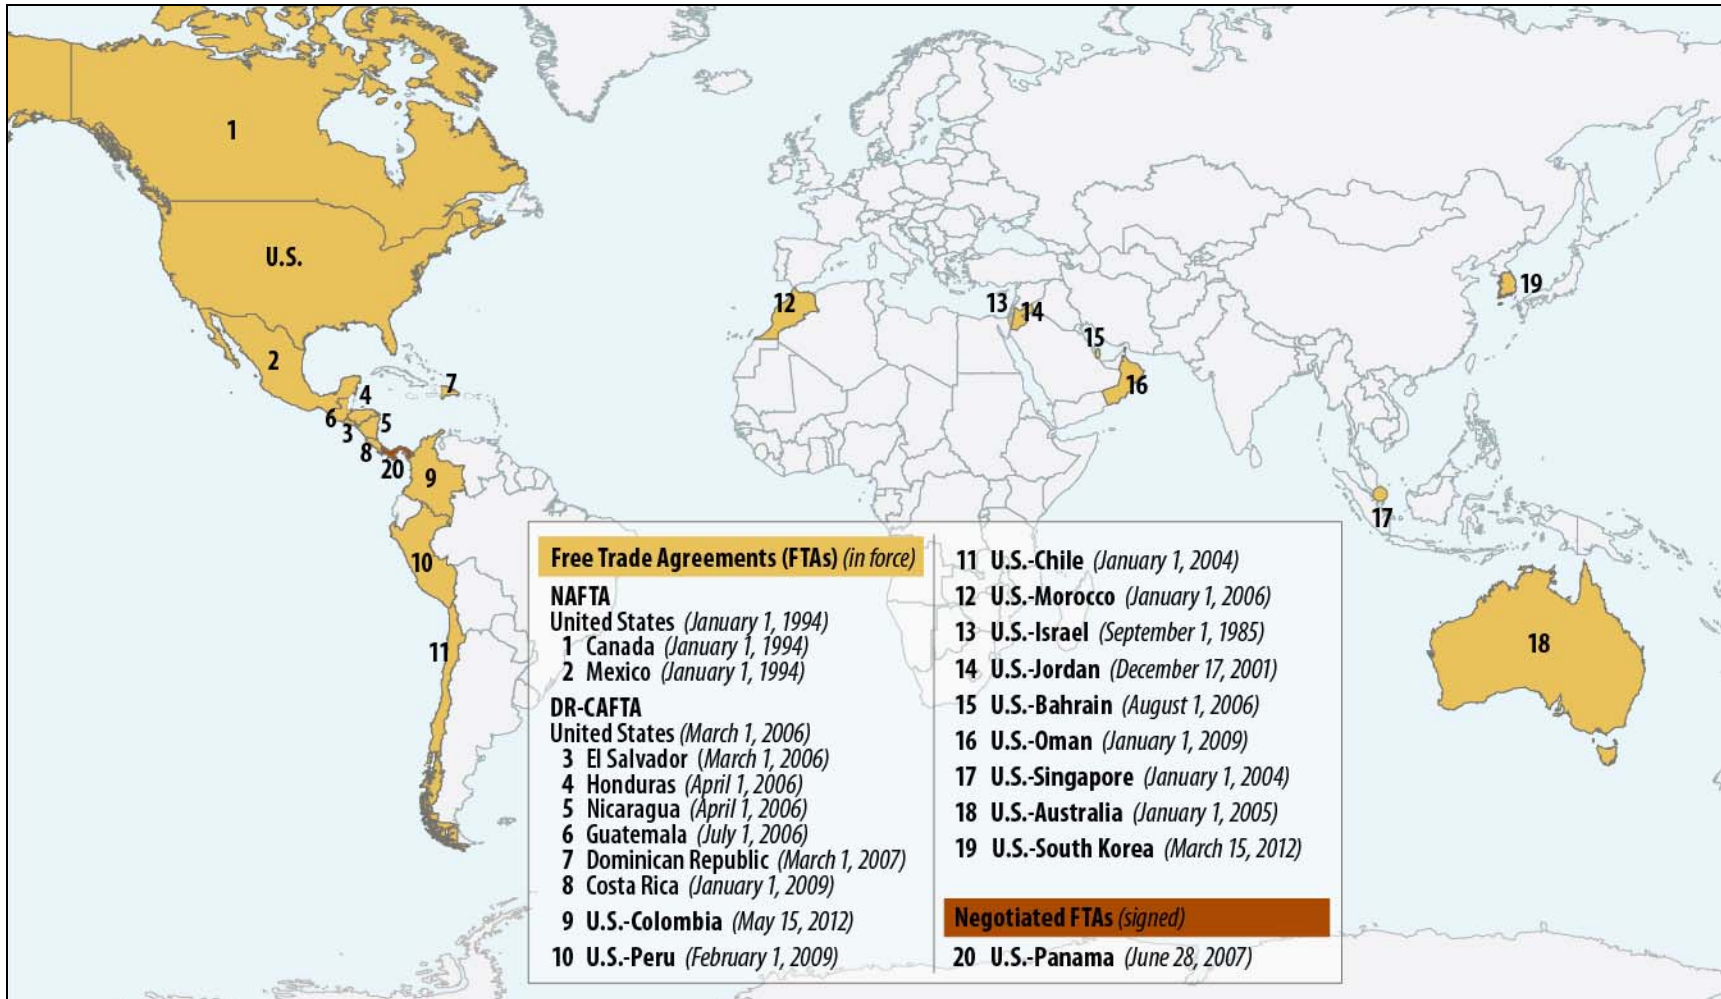 1
U.S.
2
12
13
14
15
16
19
7
4
5
6
3
8
20
9
10
11
17
18
Free Trade Agreements (FTAs) (in force)
NAFTA
United States (January 1, 1994)
1 Canada (January 1, 1994)
2 Mexico (January 1, 1994)
DR-CAFTA
United States (March 1, 2006)
3 El Salvador (March 1, 2006)
4 Honduras (April 1, 2006)
5 Nicaragua (April 1, 2006)
6 Guatemala (July 1, 2006)
7 Dominican Republic (March 1, 2007)
8 Costa Rica (January 1, 2009)
9 U.S.-Colombia (May 15, 2012)
10 U.S.-Peru (February 1, 2009)
11 U.S.-Chile (January 1, 2004)
12 U.S.-Morocco (January 1, 2006)
13 U.S.-Israel (September 1, 1985)
14 U.S.-Jordan (December 17, 2001)
15 U.S.-Bahrain (August 1, 2006)
16 U.S.-Oman (January 1, 2009)
17 U.S.-Singapore (January 1, 2004)
18 U.S.-Australia (January 1, 2005)
19 U.S.-South Korea (March 15, 2012)
Negotiated FTAs (signed)
20 U.S.-Panama (June 28, 2007)